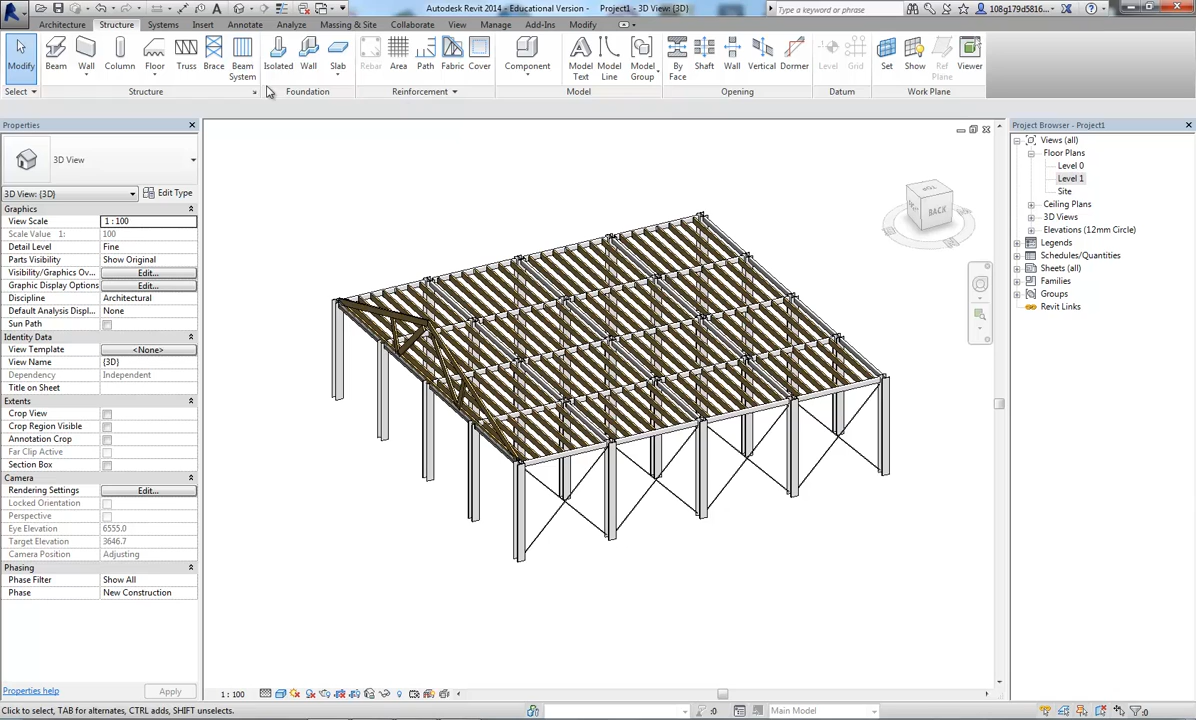 Autodesk Revit 2014 - Educational Version - Project1 - 3D View: {3D}
Type a keyword or phrase
108g179d5816...
Architecture Structure Systems Insert Annotate Analyze Massing & Site Collaborate View Manage Add-Ins Modify
Modify Beam Wall Column Floor Truss Brace Beam System Isolated Wall Slab Rebar Area Path Fabric Cover Component Model Text Model Line Model Group By Face Shaft Wall Vertical Dormer Level Grid Set Show Ref Plane Viewer
Select Structure Foundation Reinforcement Model Opening Datum Work Plane
Properties
3D View
3D View: {3D} Edit Type
Graphics
View Scale 1 : 100
Scale Value 1: 100
Detail Level Fine
Parts Visibility Show Original
Visibility/Graphics Ov... Edit...
Graphic Display Options Edit...
Discipline Architectural
Default Analysis Displ... None
Sun Path
Identity Data
View Template <None>
View Name {3D}
Dependency Independent
Title on Sheet
Extents
Crop View
Crop Region Visible
Annotation Crop
Far Clip Active
Section Box
Camera
Rendering Settings Edit...
Locked Orientation
Perspective
Eye Elevation 6555.0
Target Elevation 3646.7
Camera Position Adjusting
Phasing
Phase Filter Show All
Phase New Construction
Properties help Apply
BACK
Project Browser - Project1
Views (all)
Floor Plans
Level 0
Level 1
Site
Ceiling Plans
3D Views
Elevations (12mm Circle)
Legends
Schedules/Quantities
Sheets (all)
Families
Groups
Revit Links
1 : 100
Click to select, TAB for alternates, CTRL adds, SHIFT unselects.
:0 Main Model :0